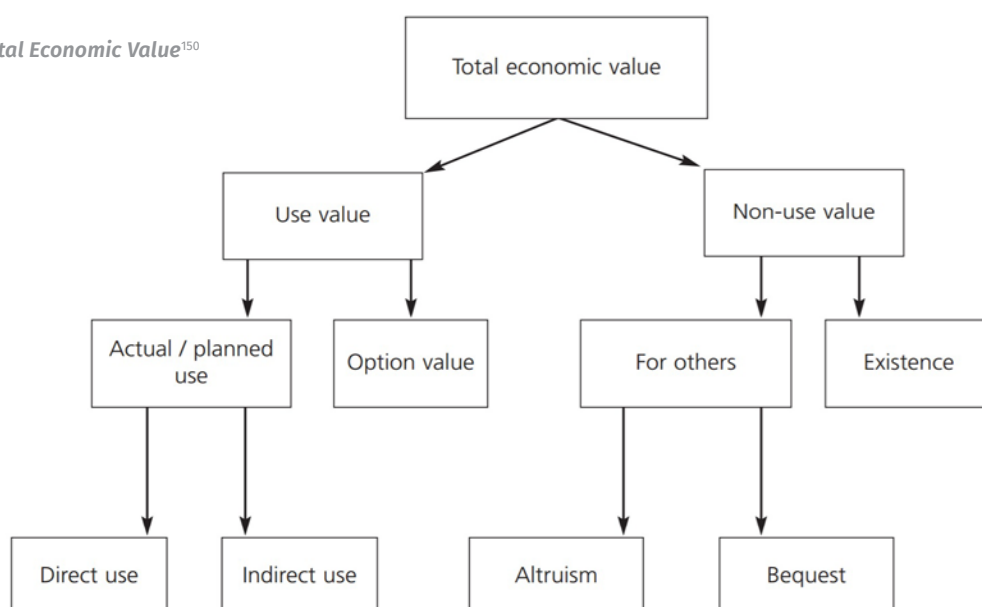 tal Economic Value150
Total economic value
Use value
Non-use value
Actual / planned
use
Option value
For others
Existence
Direct use
Indirect use
Altruism
Bequest